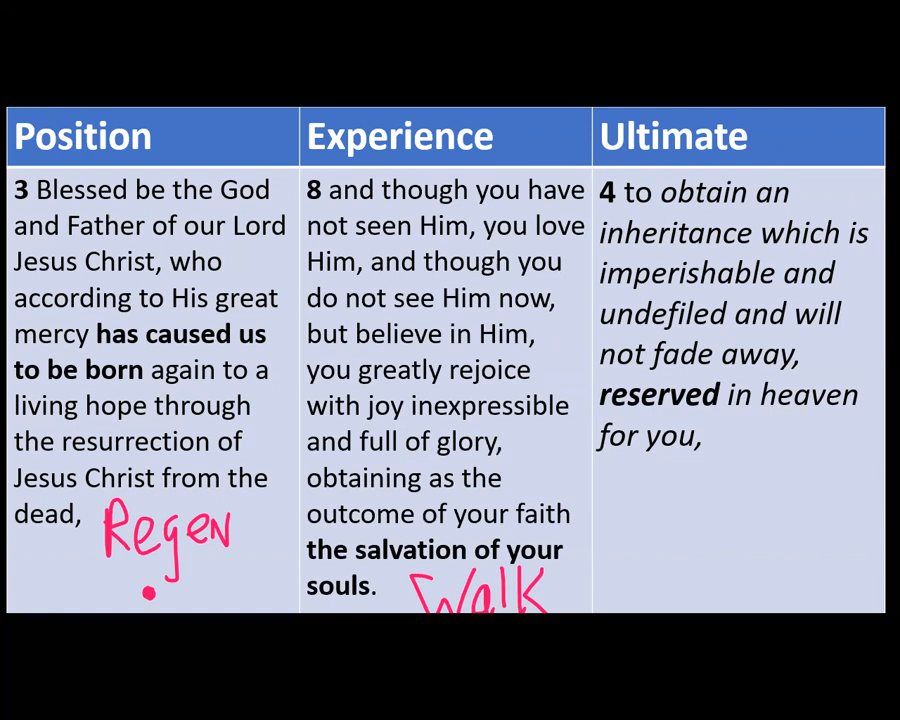 Position
3 Blessed be the God
and Father of our Lord
Jesus Christ, who
according to His great
mercy has caused us
to be born again to a
living hope through
the resurrection of
Jesus Christ from the
dead,
Regen
Experience
8 and though you have
not seen Him, you love
Him, and though you
do not see Him now,
but believe in Him,
you greatly rejoice
with joy inexpressible
and full of glory,
obtaining as the
outcome of your faith
the salvation of your
souls.
Walk
Ultimate
4 to obtain an
inheritance which is
imperishable and
undefiled and will
not fade away,
reserved in heaven
for you,